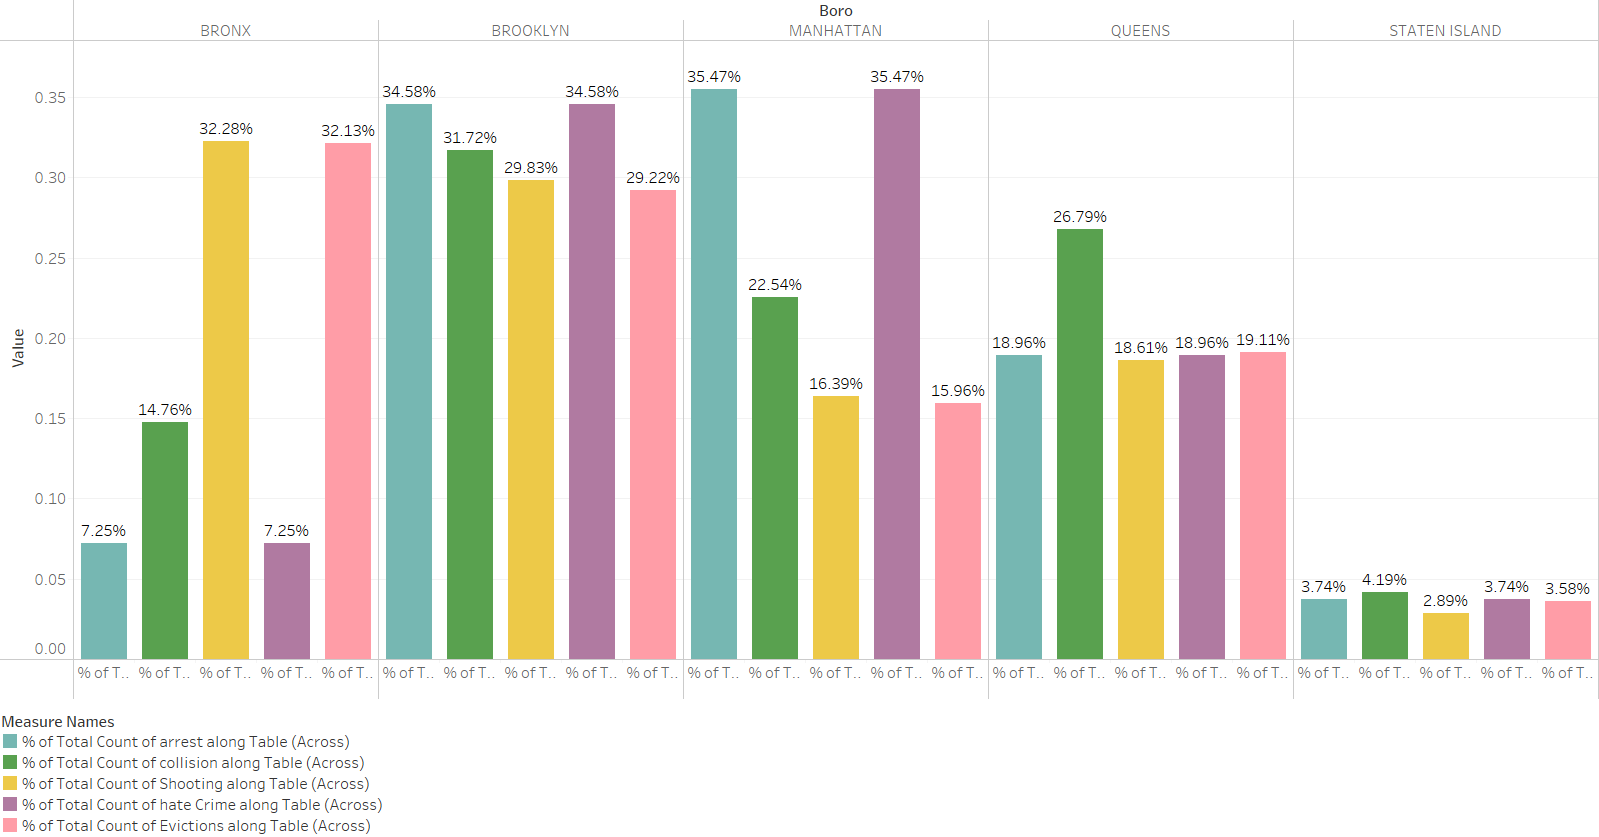 Boro
BRONX BROOKLYN MANHATTAN QUEENS STATEN ISLAND
Value
0.35
0.30
0.25
0.20
0.15
0.10
0.05
0.00
7.25% 14.76% 32.28% 7.25% 32.13%
34.58% 31.72% 29.83% 34.58% 29.22%
35.47% 22.54% 16.39% 35.47% 15.96%
18.96% 26.79% 18.61% 18.96% 19.11%
3.74% 4.19% 2.89% 3.74% 3.58%
% of T.. % of T.. % of T.. % of T.. % of T.. % of T.. % of T.. % of T.. % of T.. % of T.. % of T.. % of T.. % of T.. % of T.. % of T.. % of T.. % of T.. % of T.. % of T.. % of T.. % of T.. % of T.. % of T.. % of T.. % of T..
Measure Names
% of Total Count of arrest along Table (Across)
% of Total Count of collision along Table (Across)
% of Total Count of Shooting along Table (Across)
% of Total Count of hate Crime along Table (Across)
% of Total Count of Evictions along Table (Across)